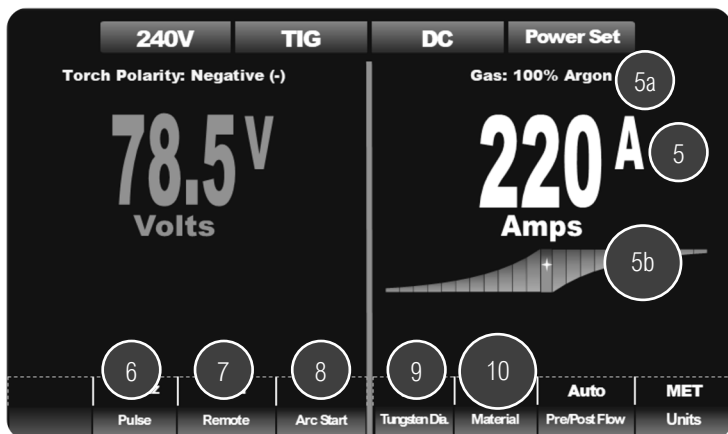 240V TIG DC Power Set
Torch Polarity: Negative (-) Gas: 100% Argon 5a
78.5 V 220 A 5
Volts Amps
5b
6 7 8 9 10 Auto MET
Pulse Remote Arc Start Tungsten Dia. Material Pre/Post Flow Units